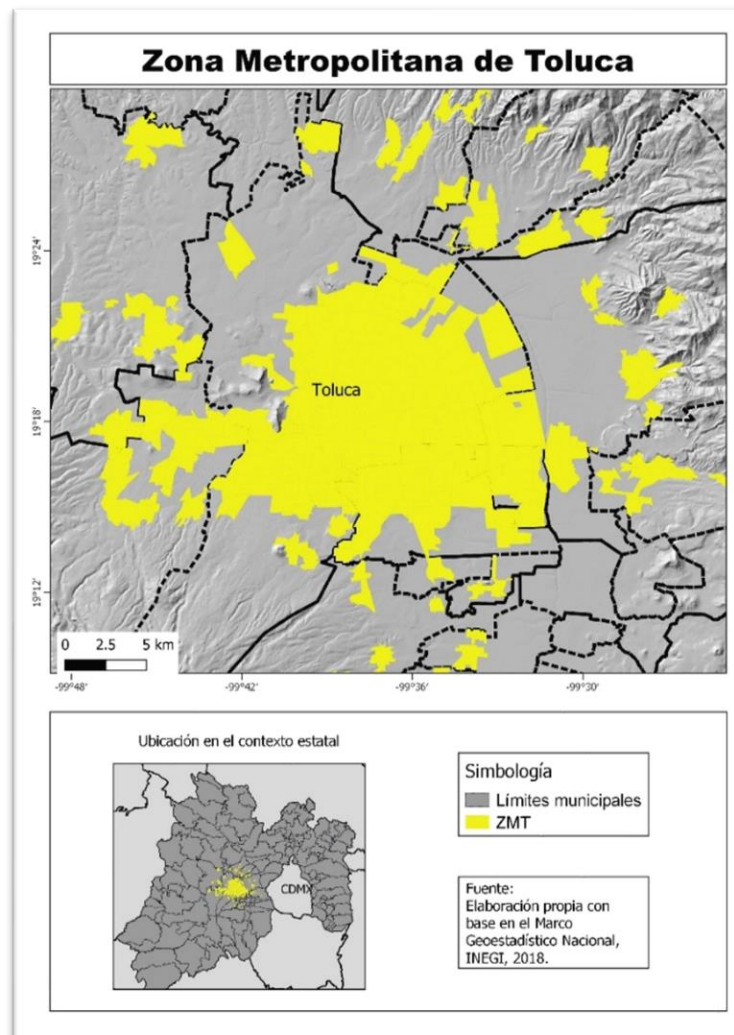 Zona Metropolitana de Toluca
19°24'
19°18'
19°12'
Toluca
0 2.5 5 km
-99°48' -99°42' -99°36' -99°30'
Ubicación en el contexto estatal
CDMX
Simbología
Límites municipales
ZMT
Fuente:
Elaboración propia con
base en el Marco
Geoestadístico Nacional,
INEGI, 2018.